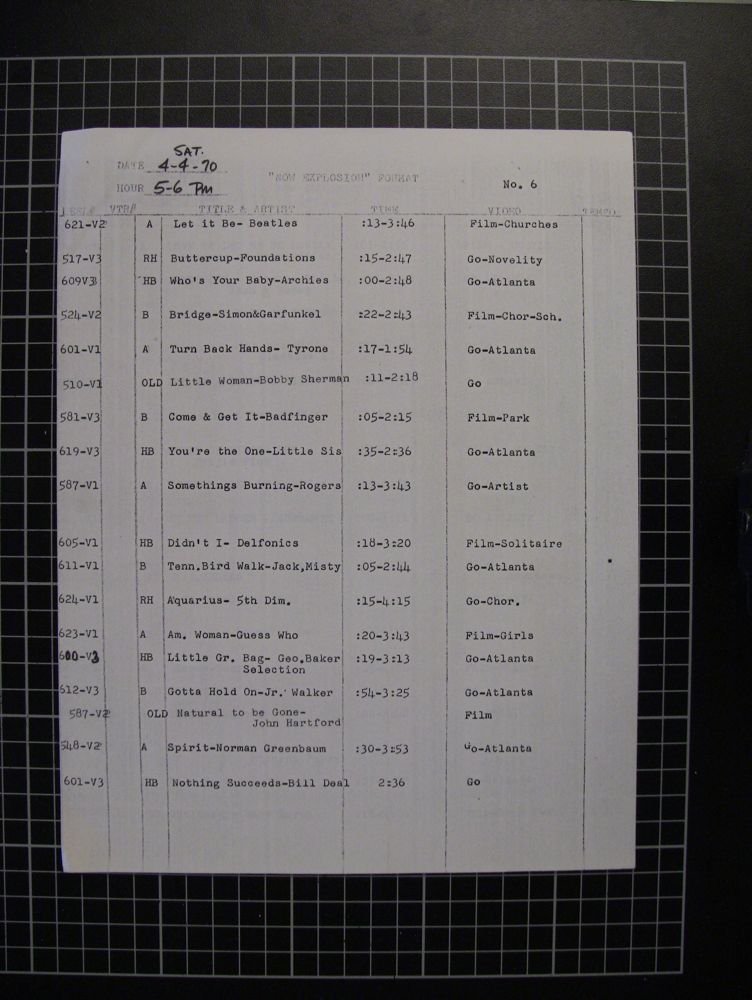 SAT.
DATE 4-4-70
"NOW EXPLOSION" FORMAT
No. 6
HOUR 5-6 PM
REEL# VTR# TITLE & ARTIST TIME VIDEO TEMPO
621-V2 A Let it Be- Beatles :13-3:46 Film-Churches
517-V3 RH Buttercup-Foundations :15-2:47 Go-Novelity
609V3 HB Who's Your Baby-Archies :00-2:48 Go-Atlanta
524-V2 B Bridge-Simon&Garfunkel :22-2:43 Film-Chor-Sch.
601-V1 A Turn Back Hands- Tyrone :17-1:54 Go-Atlanta
510-V1 OLD Little Woman-Bobby Sherman :11-2:18 Go
581-V3 B Come & Get It-Badfinger :05-2:15 Film-Park
619-V3 HB You're the One-Little Sis :35-2:36 Go-Atlanta
587-V1 A Somethings Burning-Rogers :13-3:43 Go-Artist
605-V1 HB Didn't I- Delfonics :18-3:20 Film-Solitaire
611-V1 B Tenn.Bird Walk-Jack,Misty :05-2:44 Go-Atlanta
624-V1 RH Aquarius- 5th Dim. :15-4:15 Go-Chor.
623-V1 A Am. Woman-Guess Who :20-3:43 Film-Girls
600-V3 HB Little Gr. Bag- Geo.Baker :19-3:13 Go-Atlanta
Selection
612-V3 B Gotta Hold On-Jr. Walker :54-3:25 Go-Atlanta
587-V2 OLD Natural to be Gone- Film
John Hartford
548-V2 A Spirit-Norman Greenbaum :30-3:53 Go-Atlanta
601-V3 HB Nothing Succeeds-Bill Deal 2:36 Go